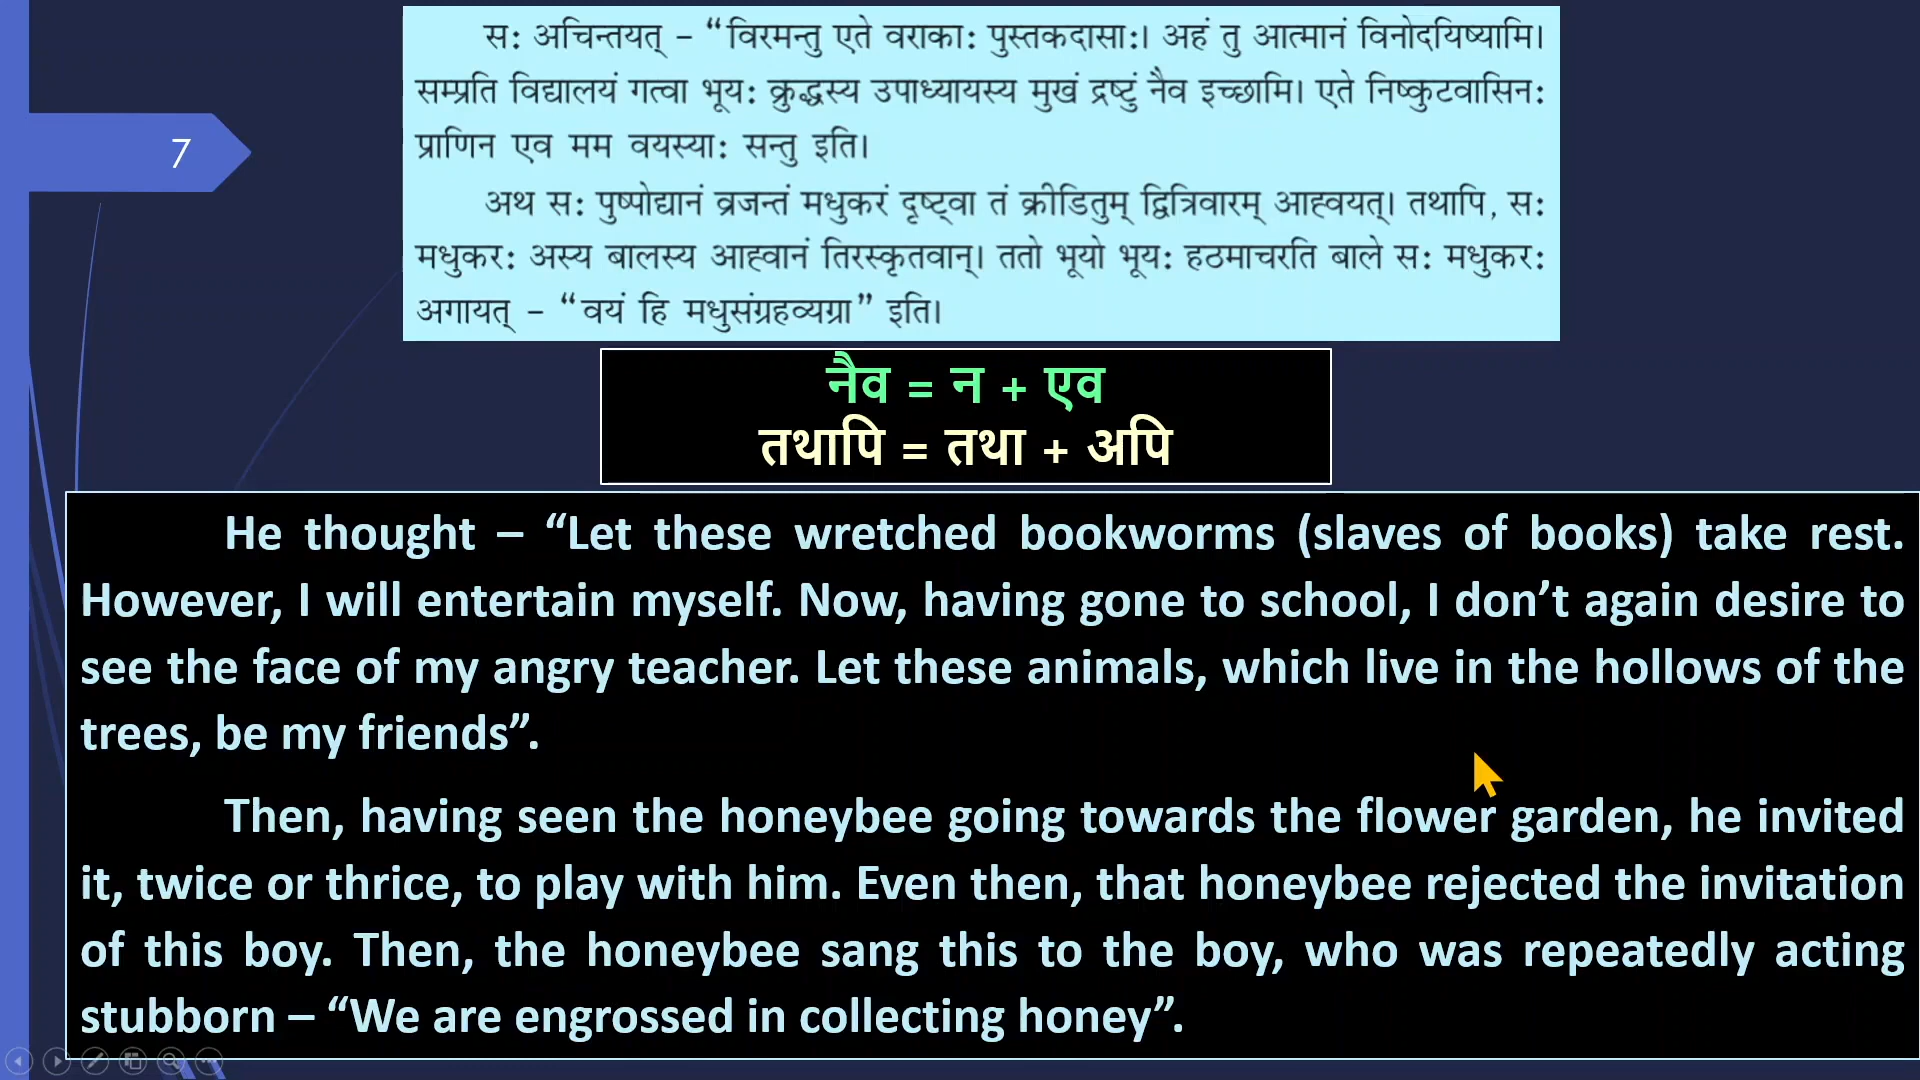 सः अचिन्तयत् – “विरमन्तु एते वराकाः पुस्तकदासाः। अहं तु आत्मानं विनोदयिष्यामि।
सम्प्रति विद्यालयं गत्वा भूयः क्रुद्धस्य उपाध्यायस्य मुखं द्रष्टुं नैव इच्छामि। एते निष्कुटवासिनः
प्राणिन एव मम वयस्याः सन्तु इति।
अथ सः पुष्पोद्यानं व्रजन्तं मधुकरं दृष्ट्वा तं क्रीडितुम् द्वित्रिवारम् आह्वयत्। तथापि, सः
मधुकरः अस्य बालस्य आह्वानं तिरस्कृतवान्। ततो भूयो भूयः हठमाचरति बाले सः मधुकरः
अगायत् – “वयं हि मधुसंग्रहव्यग्रा” इति।
7
नैव = न + एव
तथापि = तथा + अपि
He thought – “Let these wretched bookworms (slaves of books) take rest.
However, I will entertain myself. Now, having gone to school, I don’t again desire to
see the face of my angry teacher. Let these animals, which live in the hollows of the
trees, be my friends”.
Then, having seen the honeybee going towards the flower garden, he invited
it, twice or thrice, to play with him. Even then, that honeybee rejected the invitation
of this boy. Then, the honeybee sang this to the boy, who was repeatedly acting
stubborn – “We are engrossed in collecting honey”.